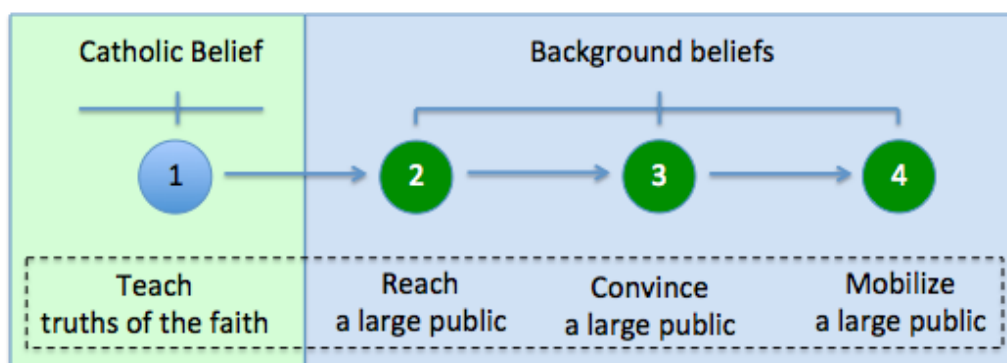 Catholic Belief
Background beliefs
1
2
3
4
Teach
truths of the faith
Reach
a large public
Convince
a large public
Mobilize
a large public